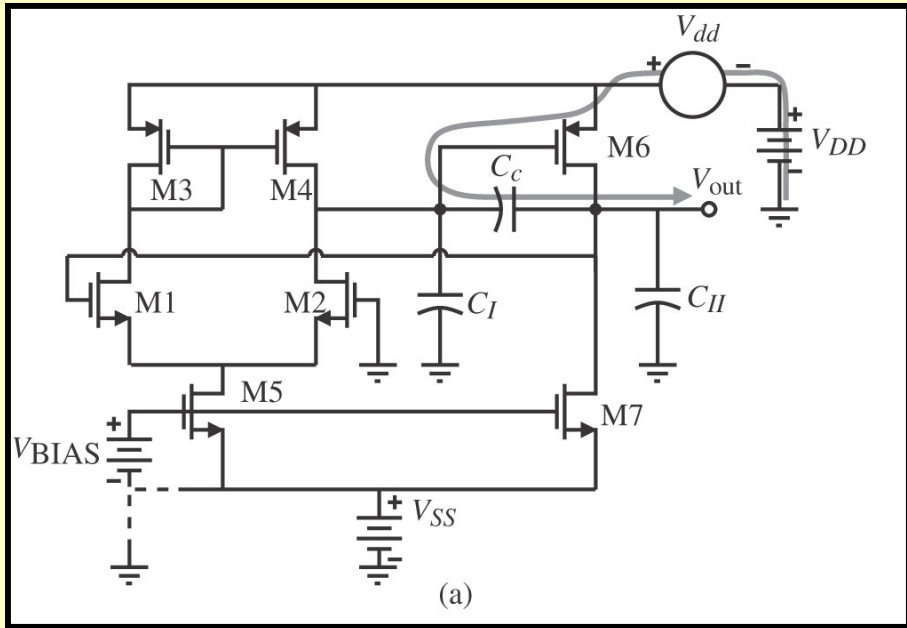 V_dd
+ -
+
V_DD
-
M6
M3
M4
C_c
V_out
M1
M2
C_I
C_II
M5
M7
+
V_BIAS
-
+
V_SS
-
(a)